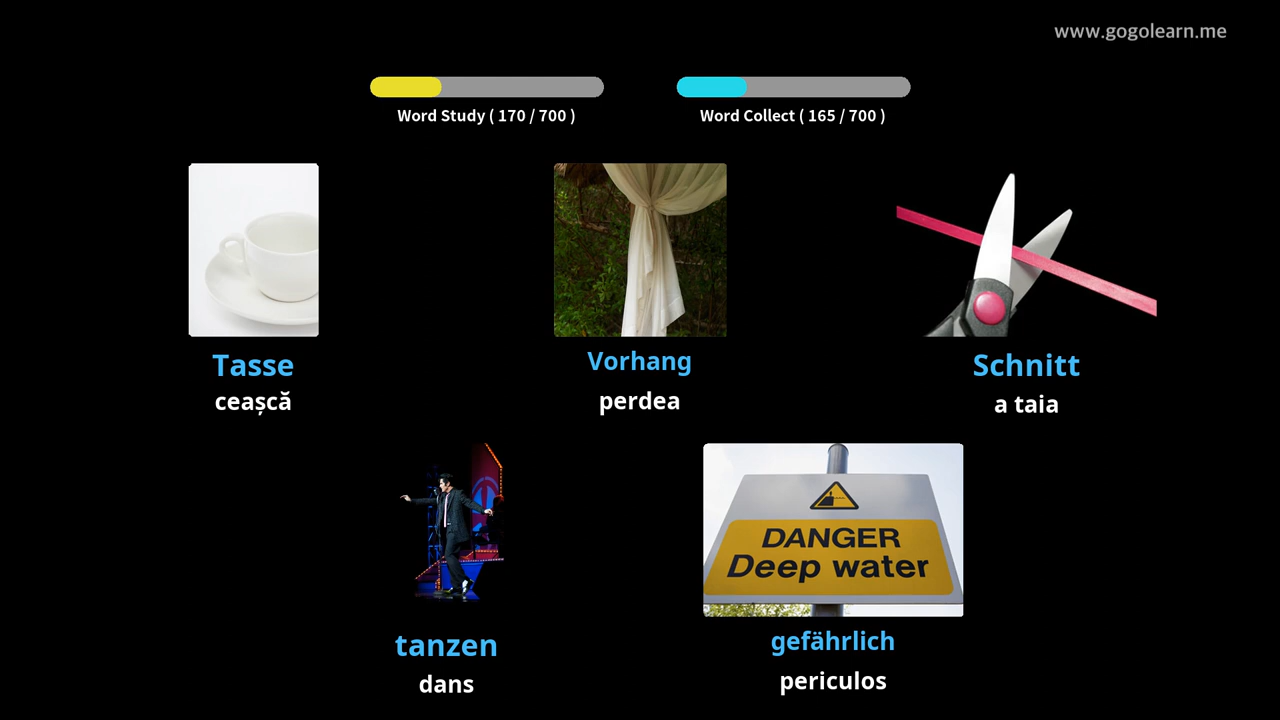 www.gogolearn.me
Word Study ( 170 / 700 )
Word Collect ( 165 / 700 )
Tasse
ceașcă
Vorhang
perdea
Schnitt
a taia
tanzen
dans
DANGER
Deep water
gefährlich
periculos